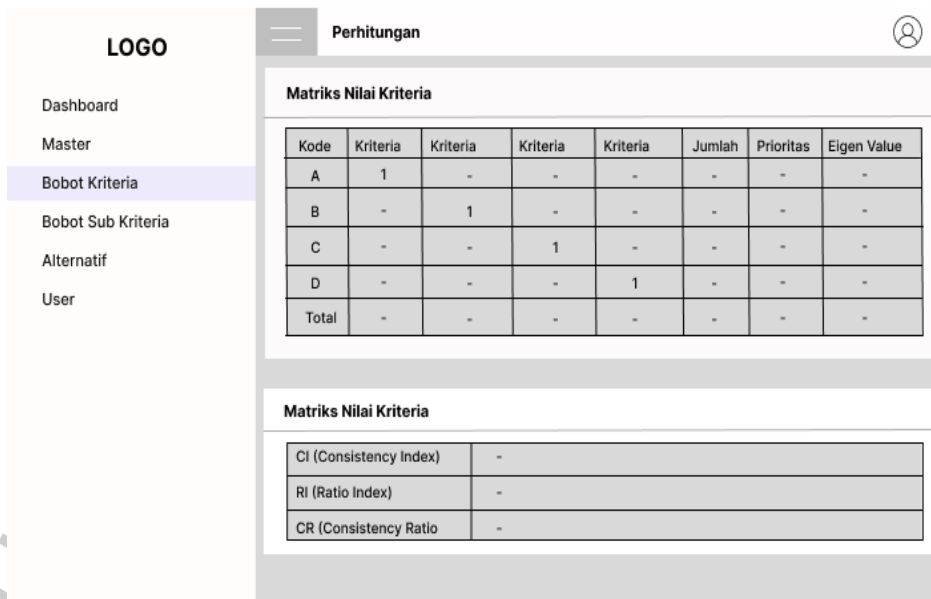 LOGO
Dashboard
Master
Bobot Kriteria
Bobot Sub Kriteria
Alternatif
User
Perhitungan
Matriks Nilai Kriteria
Kode Kriteria Kriteria Kriteria Kriteria Jumlah Prioritas Eigen Value
A 1 - - - - - -
B - 1 - - - - -
C - - 1 - - - -
D - - - 1 - - -
Total - - - - - - -
Matriks Nilai Kriteria
CI (Consistency Index) -
RI (Ratio Index) -
CR (Consistency Ratio -